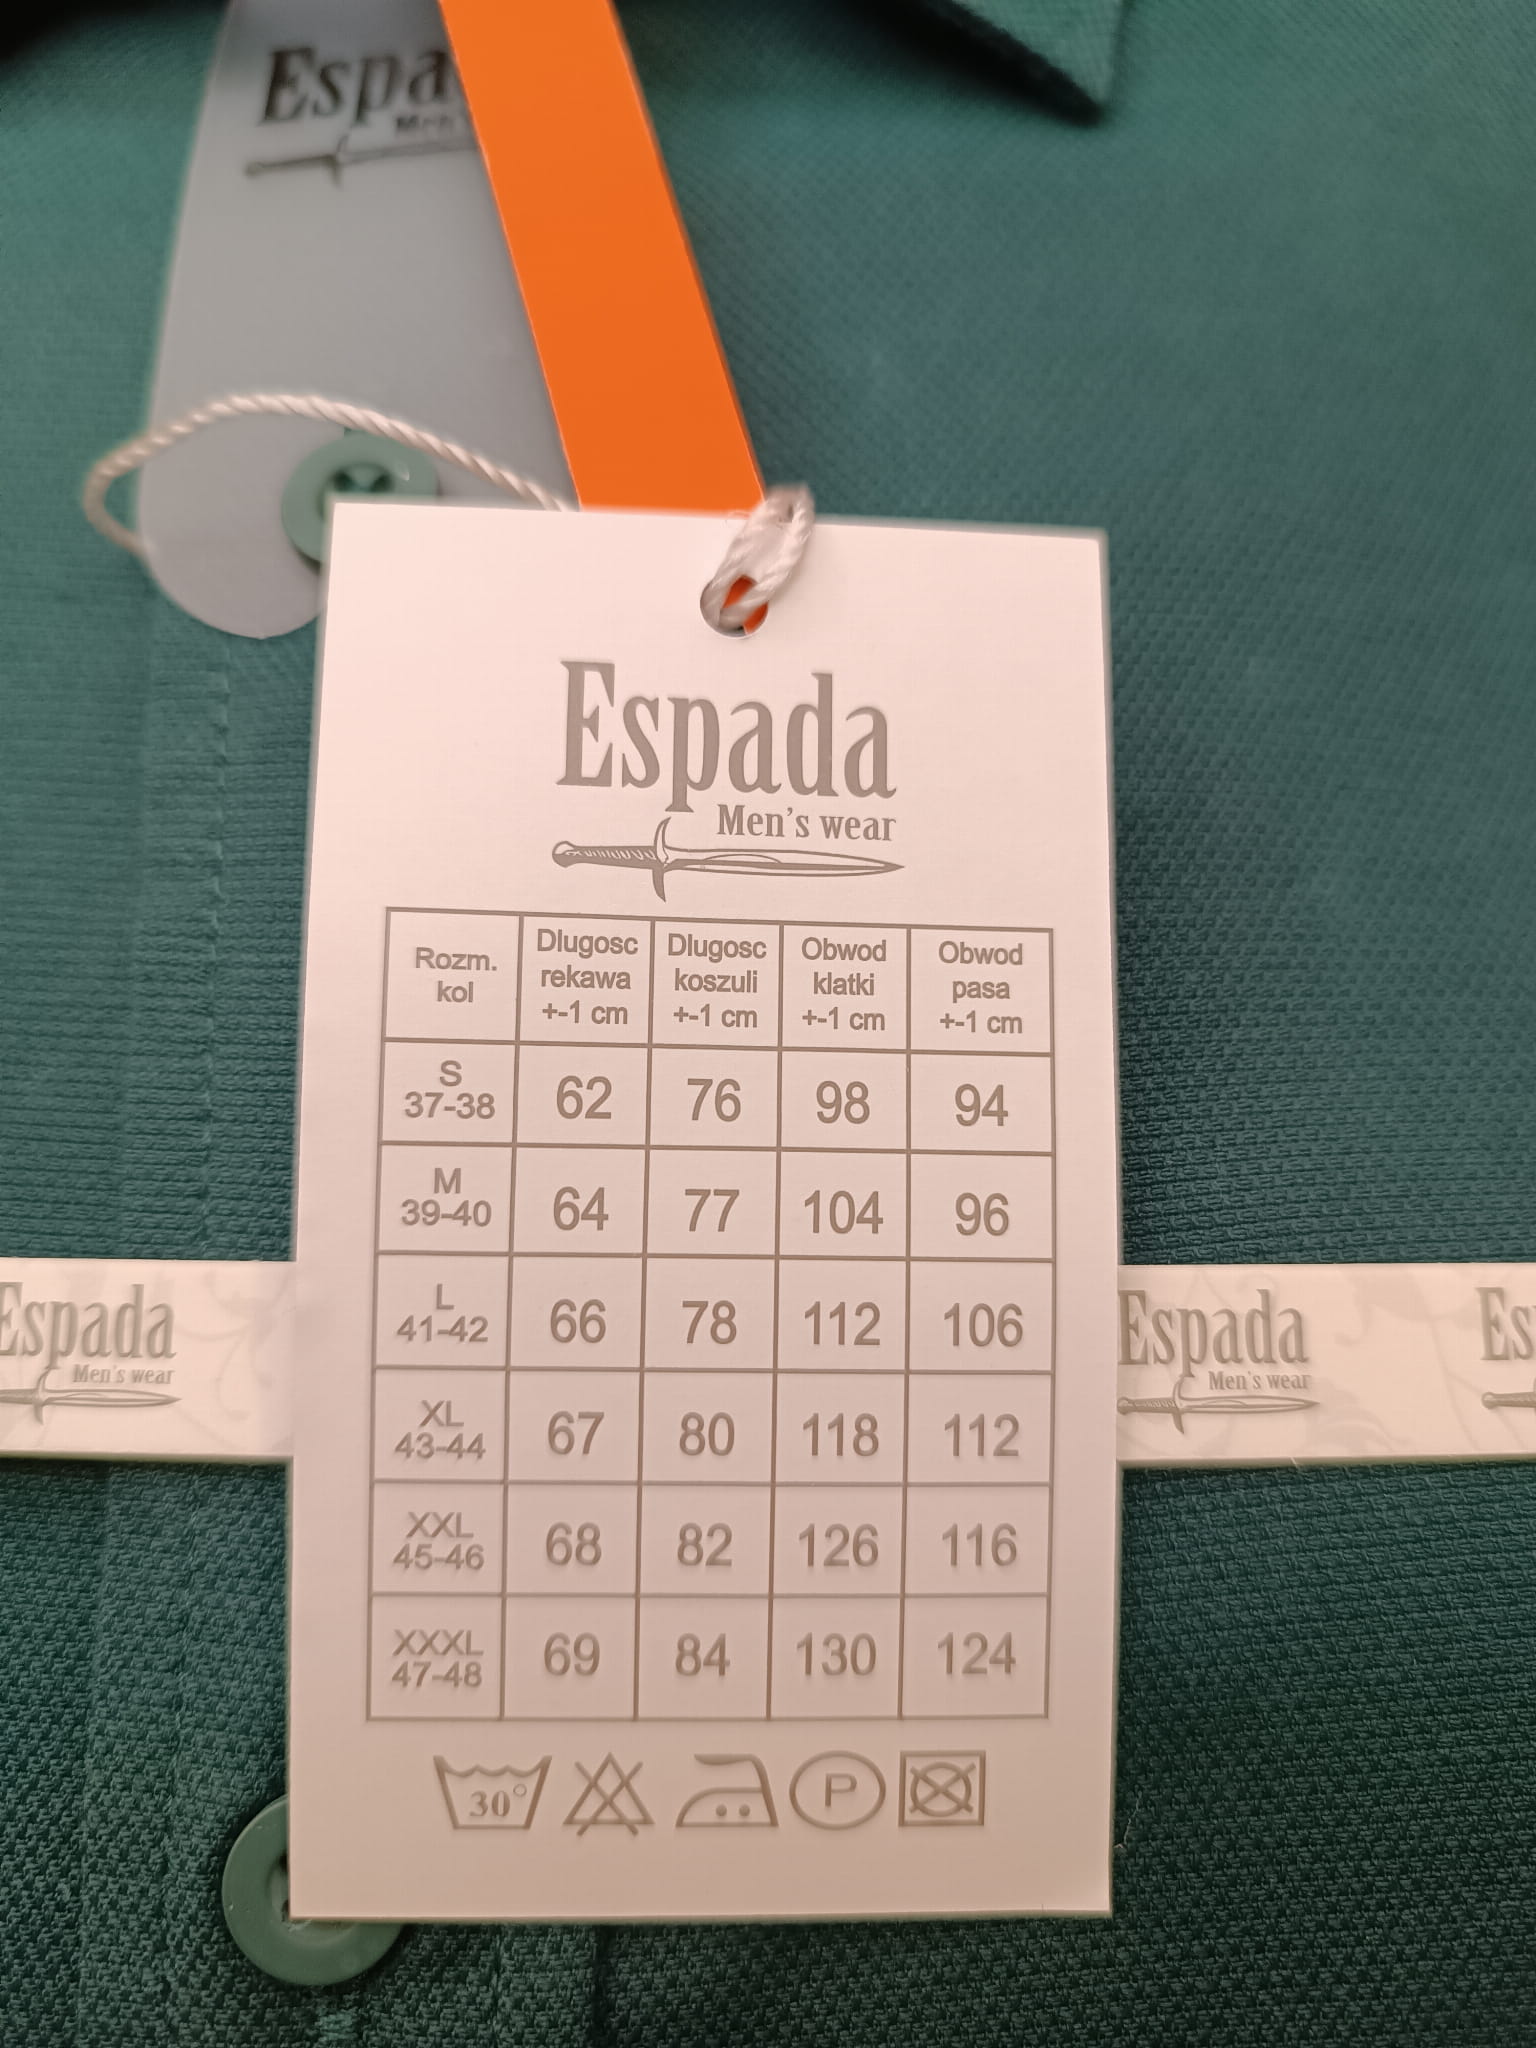 Espa
Men'
Espada
Men's wear
Rozm. kol | Dlugosc rekawa +-1 cm | Dlugosc koszuli +-1 cm | Obwod klatki +-1 cm | Obwod pasa +-1 cm
S 37-38 | 62 | 76 | 98 | 94
M 39-40 | 64 | 77 | 104 | 96
L 41-42 | 66 | 78 | 112 | 106
XL 43-44 | 67 | 80 | 118 | 112
XXL 45-46 | 68 | 82 | 126 | 116
XXXL 47-48 | 69 | 84 | 130 | 124
30° P
Espada
Men's wear
Espada
Men's wear
Es